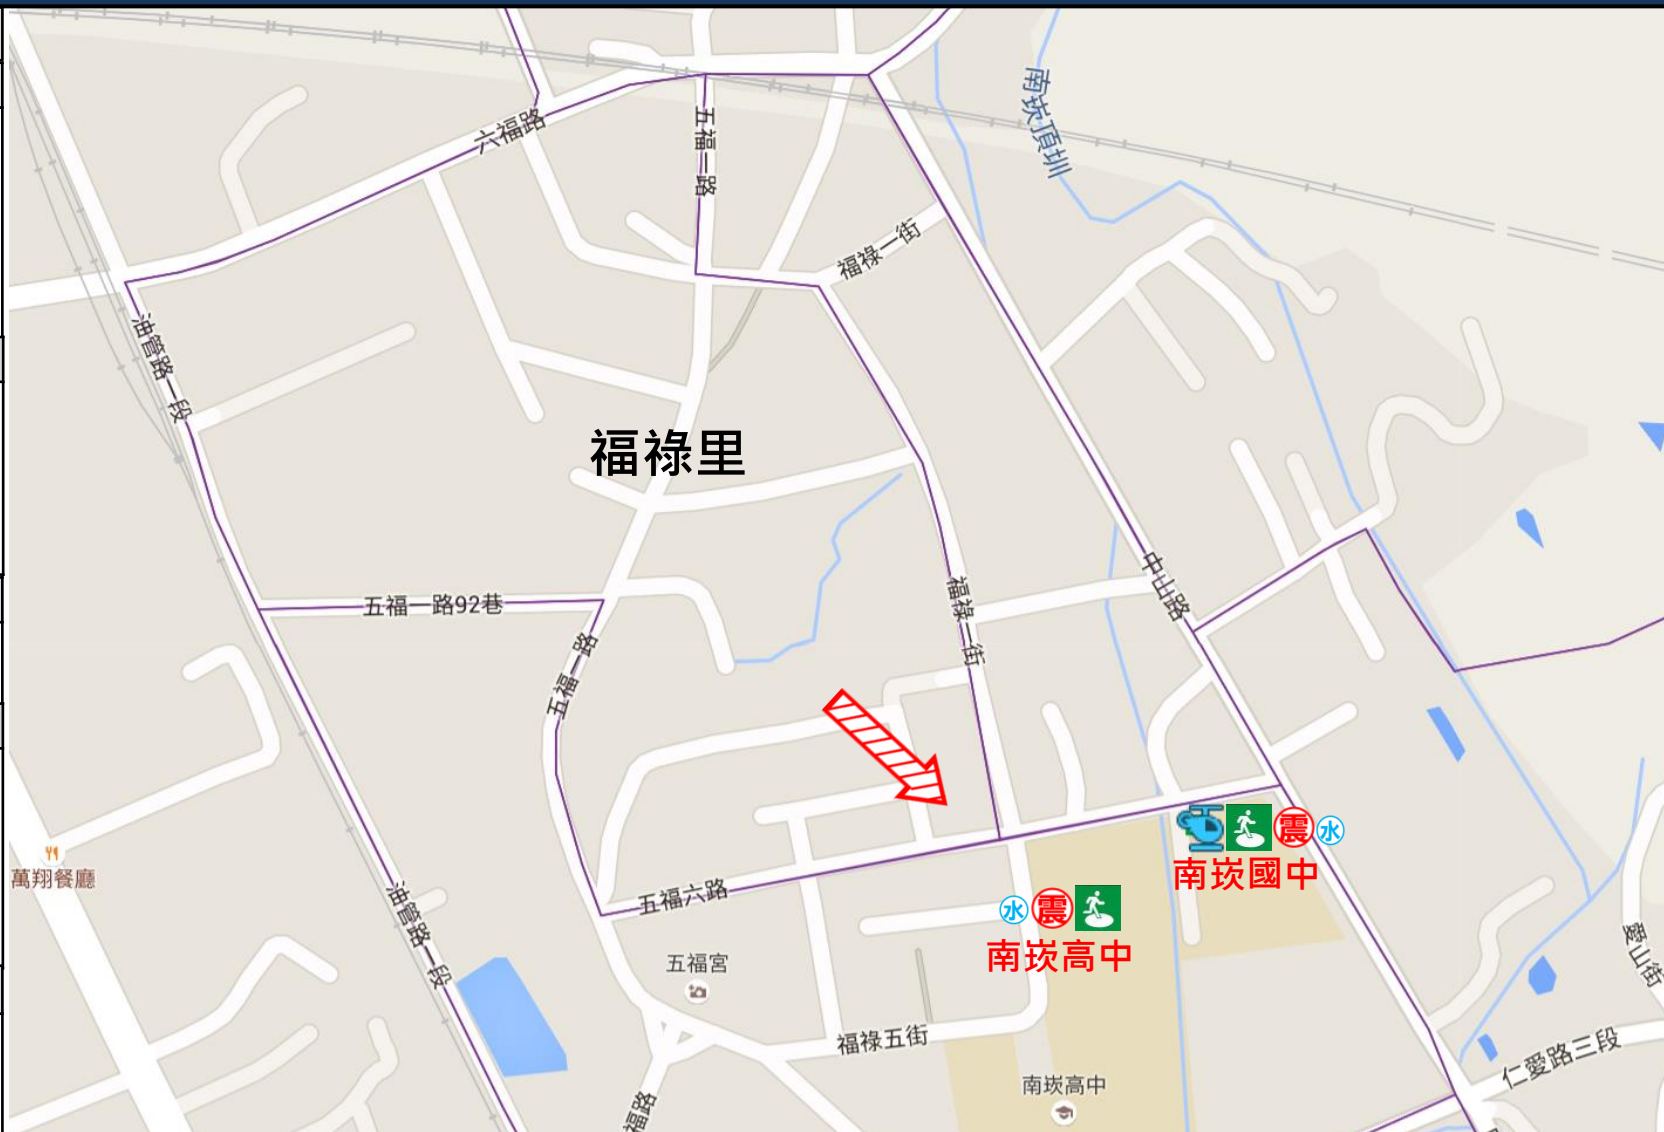 南崁頂圳
六福路
五福一路
福祿一街
油管路一段
福祿里
中山路
福祿一街
五福一路92巷
五福一路
震
水
南崁國中
萬翔餐廳
油管路一段
五福六路
水
震
南崁高中
五福宮
愛山街
福祿五街
仁愛路三段
南崁高中
福路